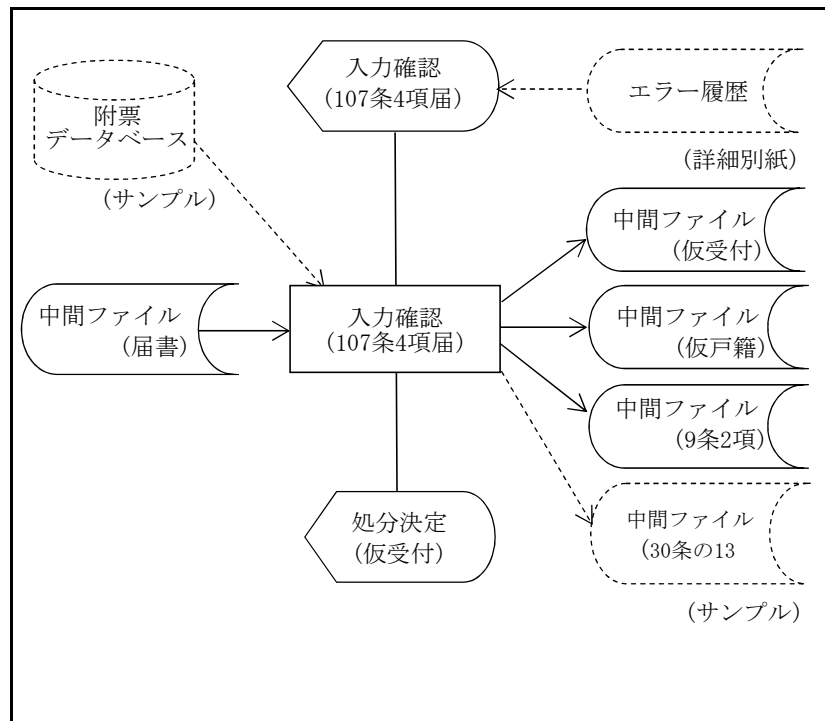 入力確認
(107条4項届)
エラー履歴
(詳細別紙)
附票
データベース
(サンプル)
中間ファイル
(仮受付)
中間ファイル
(届書)
入力確認
(107条4項届)
中間ファイル
(仮戸籍)
中間ファイル
(9条2項)
処分決定
(仮受付)
中間ファイル
(30条の13
(サンプル)